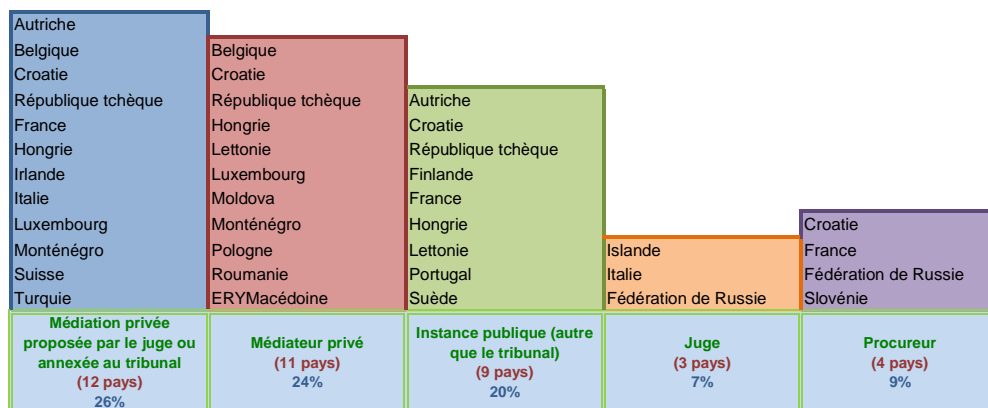 Autriche
Belgique
Croatie
République tchèque
France
Hongrie
Irlande
Italie
Luxembourg
Monténégro
Suisse
Turquie
Médiation privée
proposée par le juge ou
annexée au tribunal
(12 pays)
26%
Belgique
Croatie
République tchèque
Hongrie
Lettonie
Luxembourg
Moldova
Monténégro
Pologne
Roumanie
ERYMacédoine
Médiateur privé
(11 pays)
24%
Autriche
Croatie
République tchèque
Finlande
France
Hongrie
Lettonie
Portugal
Suède
Instance publique (autre
que le tribunal)
(9 pays)
20%
Islande
Italie
Fédération de Russie
Juge
(3 pays)
7%
Croatie
France
Fédération de Russie
Slovénie
Procureur
(4 pays)
9%